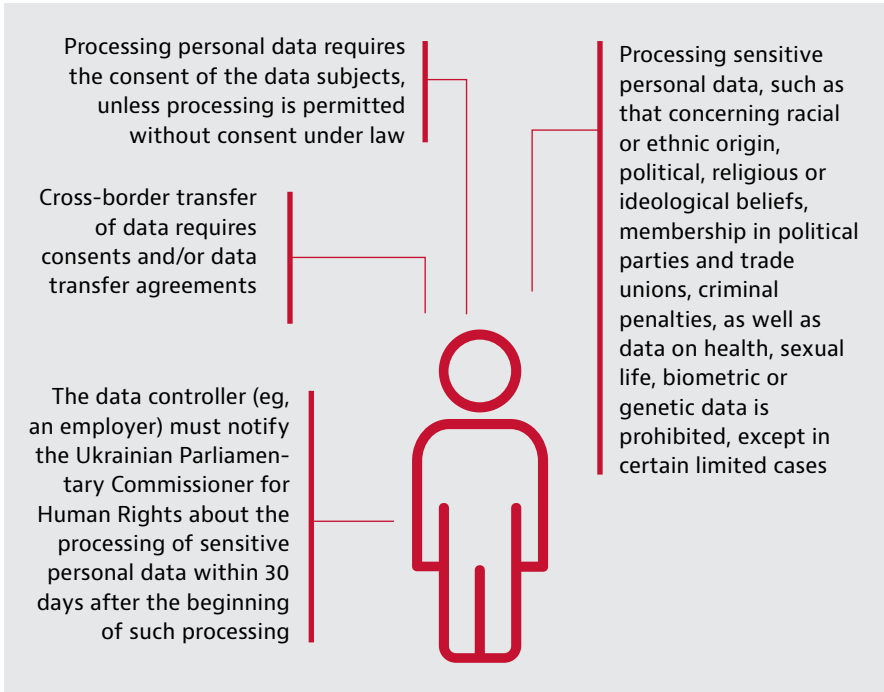 Processing personal data requires
the consent of the data subjects,
unless processing is permitted
without consent under law
Cross-border transfer
of data requires
consents and/or data
transfer agreements
The data controller (eg,
an employer) must notify
the Ukrainian Parliamen-
tary Commissioner for
Human Rights about the
processing of sensitive
personal data within 30
days after the beginning
of such processing
Processing sensitive
personal data, such as
that concerning racial
or ethnic origin,
political, religious or
ideological beliefs,
membership in political
parties and trade
unions, criminal
penalties, as well as
data on health, sexual
life, biometric or
genetic data is
prohibited, except in
certain limited cases